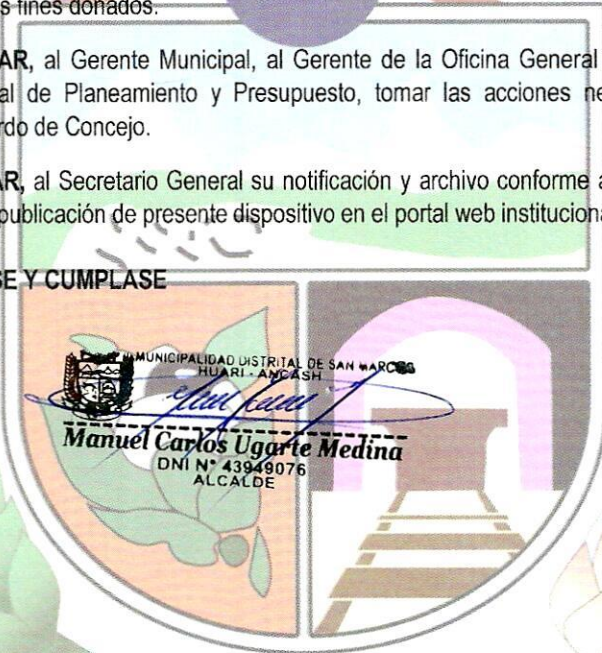 s fines donados.
AR, al Gerente Municipal, al Gerente de la Oficina General
al de Planeamiento y Presupuesto, tomar las acciones ne
rdo de Concejo.
AR, al Secretario General su notificación y archivo conforme a
publicación de presente dispositivo en el portal web instituciona
SE Y CUMPLASE
MUNICIPALIDAD DISTRITAL DE SAN MARCOS
HUARI - ANCASH
Manuel Carlos Ugarte Medina
DNI N° 43949076
ALCALDE